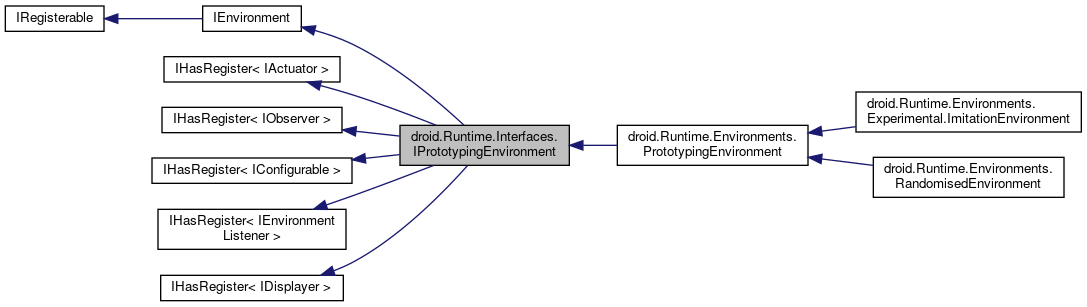 IRegisterable
IEnvironment
IHasRegister< IActuator >
IHasRegister< IObserver >
IHasRegister< IConfigurable >
IHasRegister< IEnvironment
Listener >
IHasRegister< IDisplayer >
droid.Runtime.Interfaces.
IPrototypingEnvironment
droid.Runtime.Environments.
PrototypingEnvironment
droid.Runtime.Environments.
Experimental.ImitationEnvironment
droid.Runtime.Environments.
RandomisedEnvironment